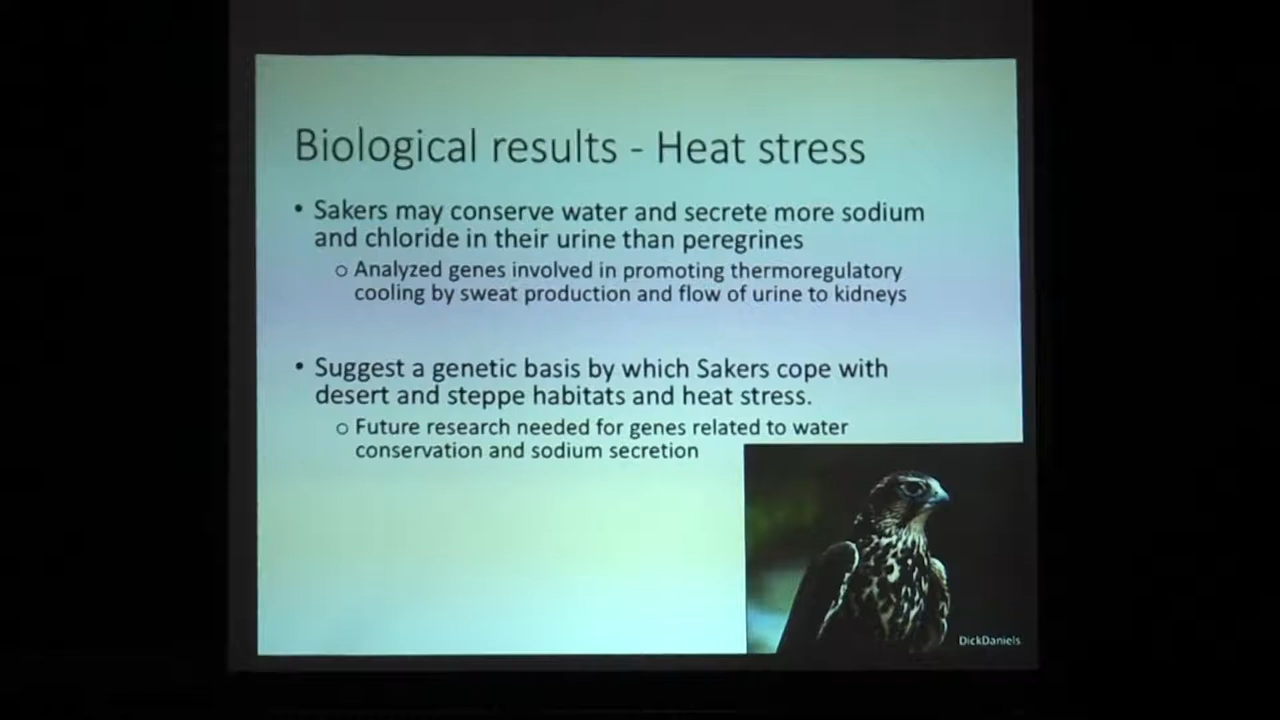 Biological results - Heat stress
• Sakers may conserve water and secrete more sodium
and chloride in their urine than peregrines
o Analyzed genes involved in promoting thermoregulatory
cooling by sweat production and flow of urine to kidneys
• Suggest a genetic basis by which Sakers cope with
desert and steppe habitats and heat stress.
o Future research needed for genes related to water
conservation and sodium secretion
DickDaniels